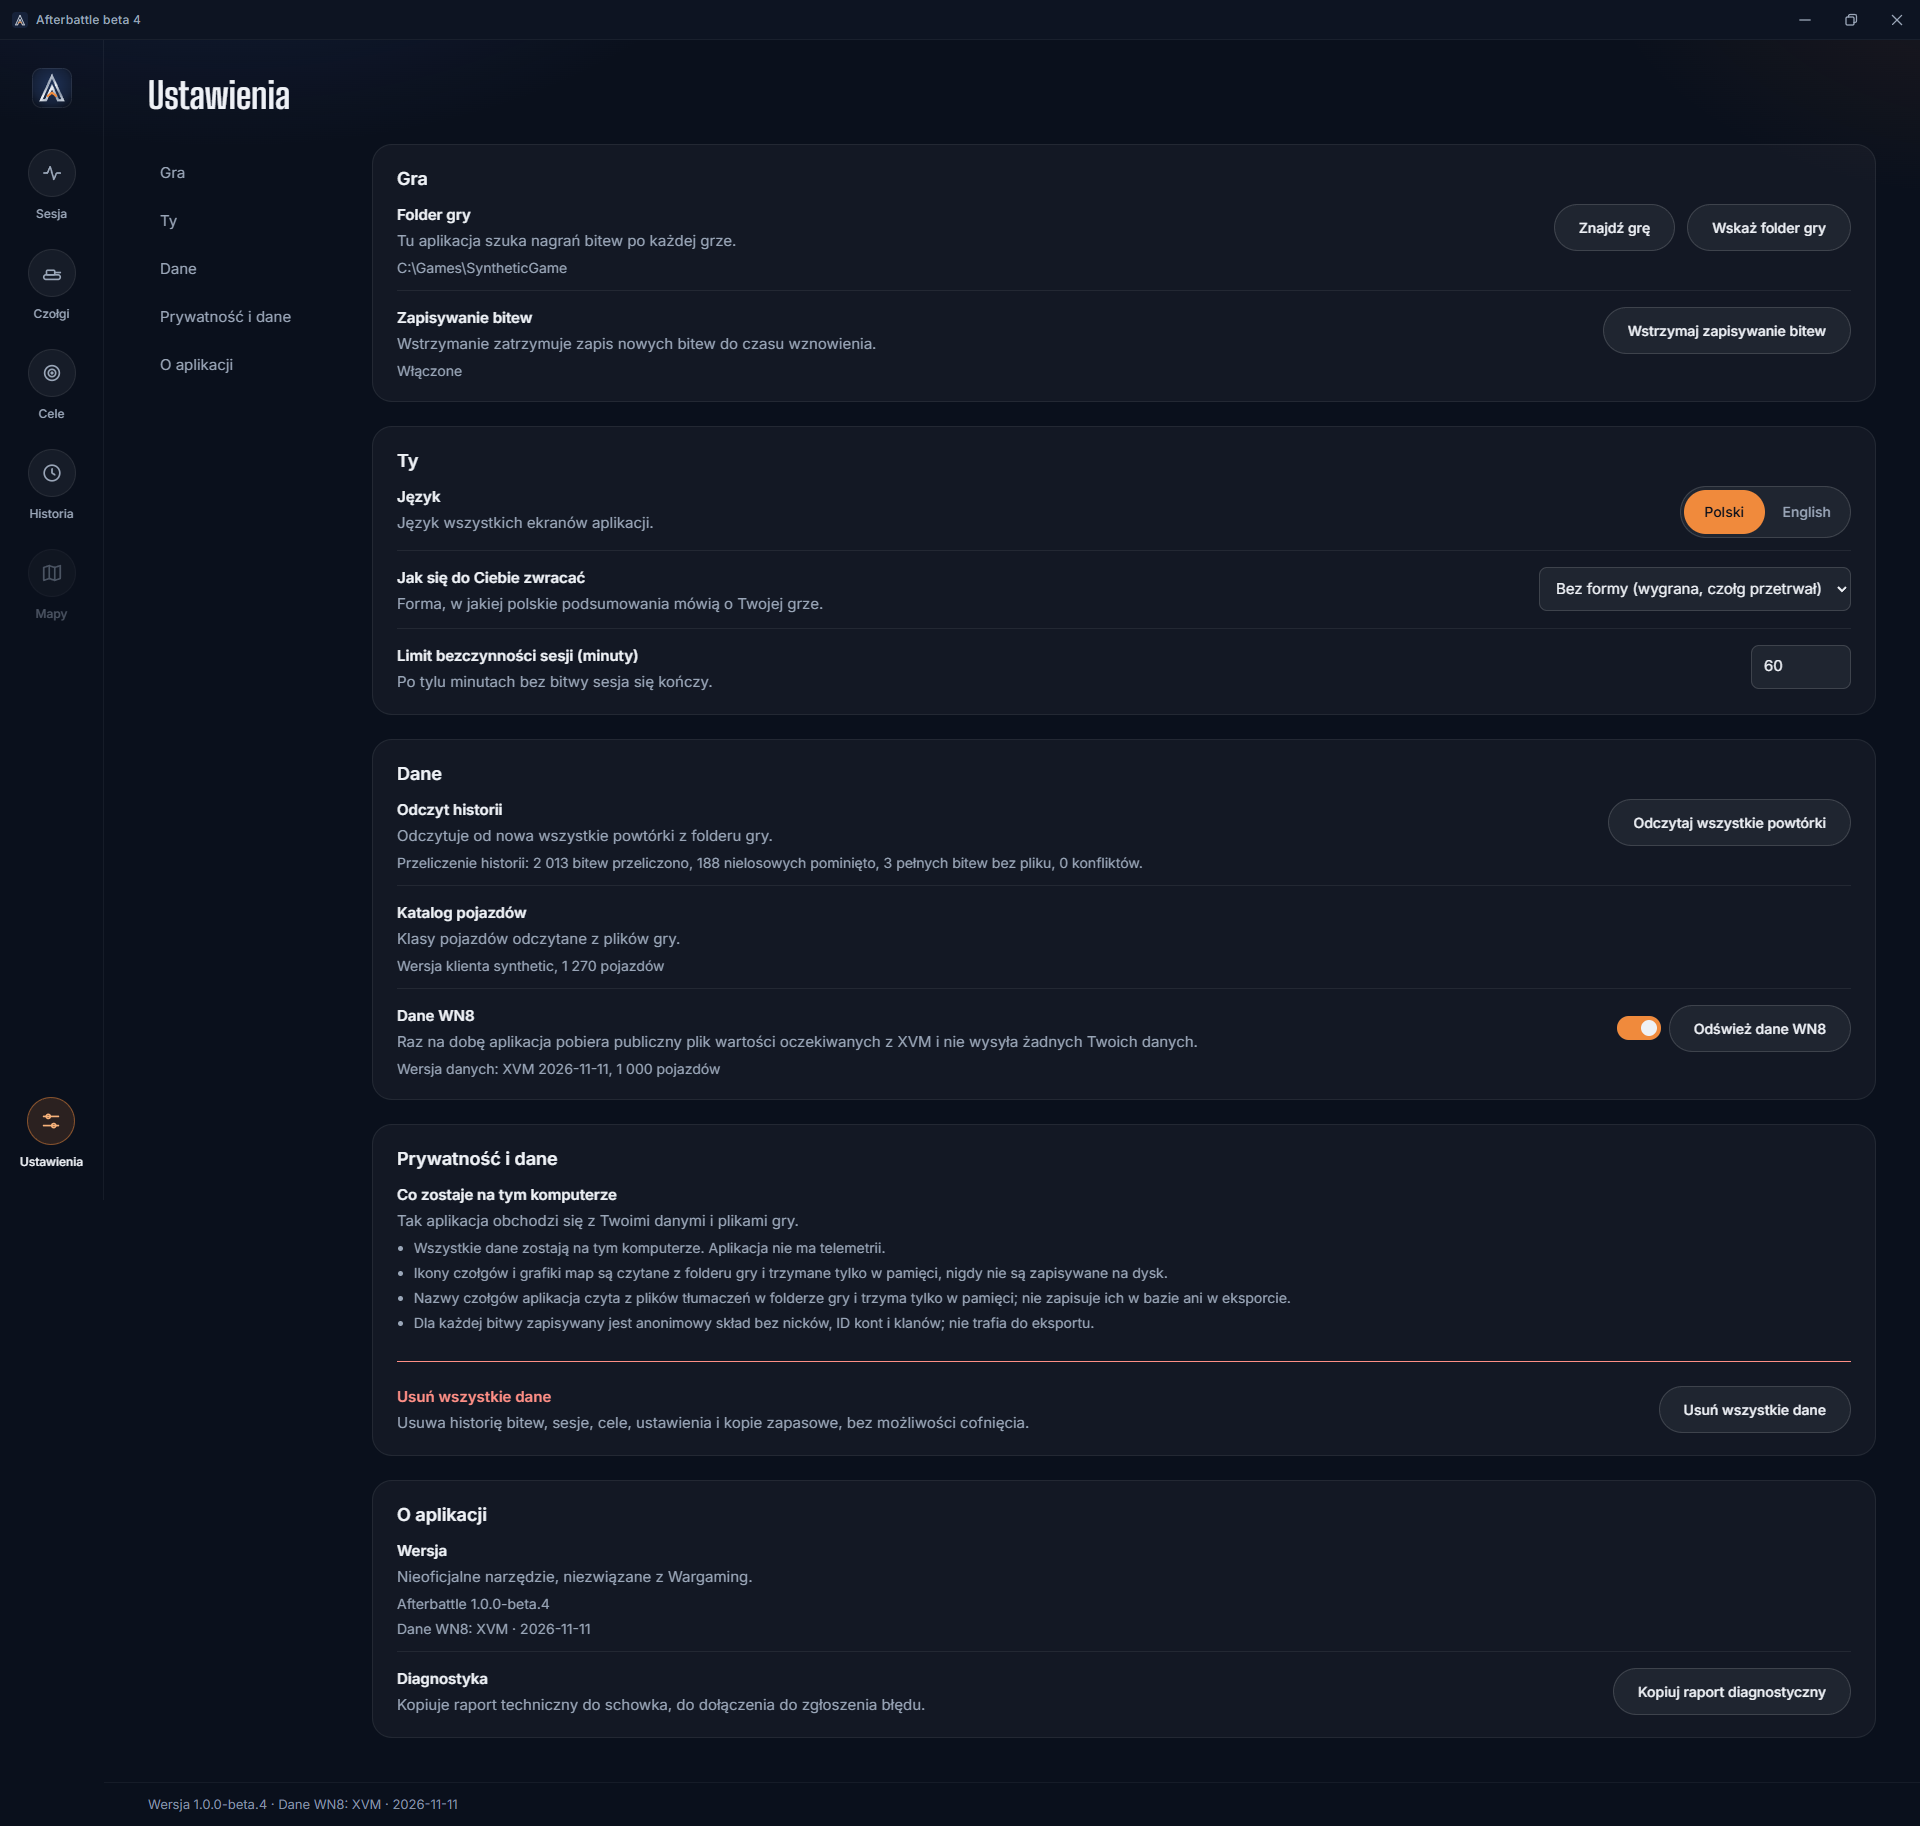 Afterbattle beta 4
Ustawienia
Sesja
Czołgi
Cele
Historia
Mapy
Ustawienia
Gra
Ty
Dane
Prywatność i dane
O aplikacji
Gra
Folder gry
Tu aplikacja szuka nagrań bitew po każdej grze.
C:\Games\SyntheticGame
Znajdź grę
Wskaż folder gry
Zapisywanie bitew
Wstrzymanie zatrzymuje zapis nowych bitew do czasu wznowienia.
Włączone
Wstrzymaj zapisywanie bitew
Ty
Język
Język wszystkich ekranów aplikacji.
Polski
English
Jak się do Ciebie zwracać
Forma, w jakiej polskie podsumowania mówią o Twojej grze.
Bez formy (wygrana, czołg przetrwał)
Limit bezczynności sesji (minuty)
Po tylu minutach bez bitwy sesja się kończy.
60
Dane
Odczyt historii
Odczytuje od nowa wszystkie powtórki z folderu gry.
Przeliczenie historii: 2 013 bitew przeliczono, 188 nielosowych pominięto, 3 pełnych bitew bez pliku, 0 konfliktów.
Odczytaj wszystkie powtórki
Katalog pojazdów
Klasy pojazdów odczytane z plików gry.
Wersja klienta synthetic, 1 270 pojazdów
Dane WN8
Raz na dobę aplikacja pobiera publiczny plik wartości oczekiwanych z XVM i nie wysyła żadnych Twoich danych.
Wersja danych: XVM 2026-11-11, 1 000 pojazdów
Odśwież dane WN8
Prywatność i dane
Co zostaje na tym komputerze
Tak aplikacja obchodzi się z Twoimi danymi i plikami gry.
• Wszystkie dane zostają na tym komputerze. Aplikacja nie ma telemetrii.
• Ikony czołgów i grafiki map są czytane z folderu gry i trzymane tylko w pamięci, nigdy nie są zapisywane na dysk.
• Nazwy czołgów aplikacja czyta z plików tłumaczeń w folderze gry i trzyma tylko w pamięci; nie zapisuje ich w bazie ani w eksporcie.
• Dla każdej bitwy zapisywany jest anonimowy skład bez nicków, ID kont i klanów; nie trafia do eksportu.
Usuń wszystkie dane
Usuwa historię bitew, sesje, cele, ustawienia i kopie zapasowe, bez możliwości cofnięcia.
Usuń wszystkie dane
O aplikacji
Wersja
Nieoficjalne narzędzie, niezwiązane z Wargaming.
Afterbattle 1.0.0-beta.4
Dane WN8: XVM · 2026-11-11
Diagnostyka
Kopiuje raport techniczny do schowka, do dołączenia do zgłoszenia błędu.
Kopiuj raport diagnostyczny
Wersja 1.0.0-beta.4 · Dane WN8: XVM · 2026-11-11